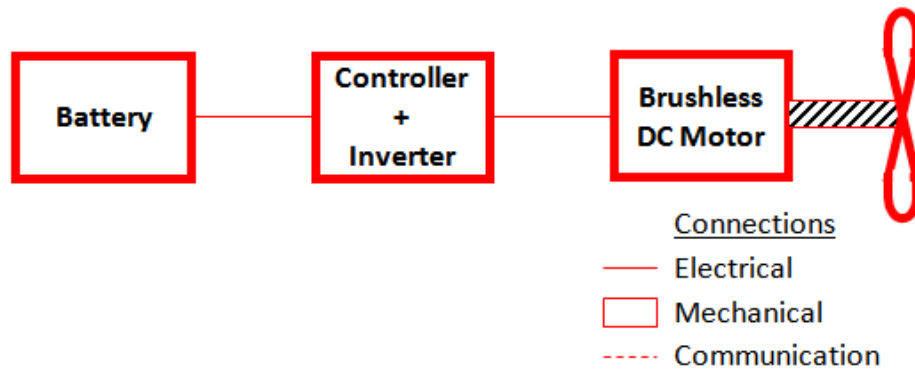 Battery
Controller
+
Inverter
Brushless
DC Motor
Connections
Electrical
Mechanical
Communication